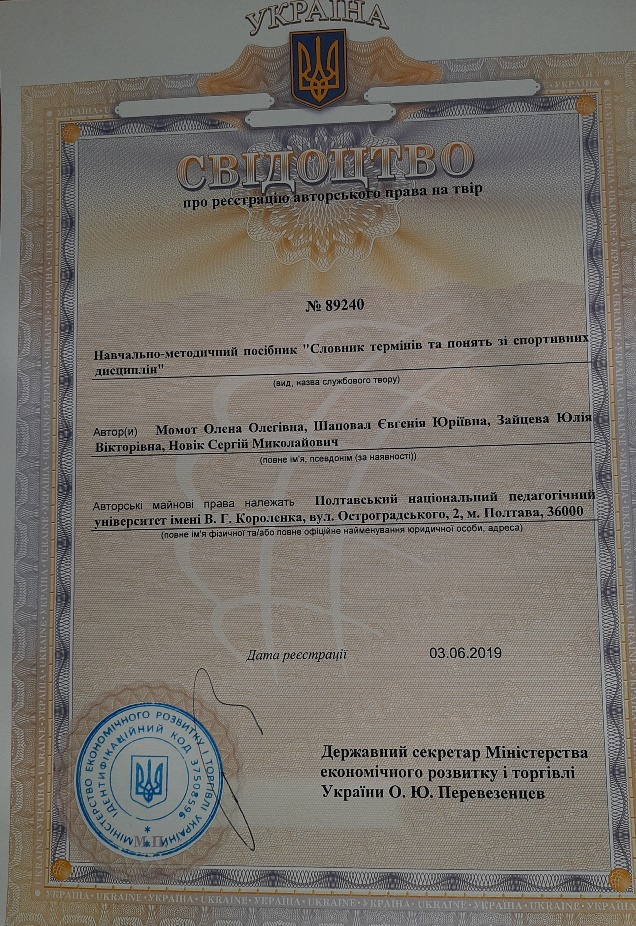 УКРАЇНА
СВІДОЦТВО
про реєстрацію авторського права на твір
№ 89240
Навчально-методичний посібник "Словник термінів та понять зі спортивних
дисциплін"
(вид, назва службового твору)
Автор(и) Момот Олена Олегівна, Шаповал Євгенія Юріївна, Зайцева Юлія
Вікторівна, Новік Сергій Миколайович
(повне ім'я, псевдонім (за наявності))
Авторські майнові права належать Полтавський національний педагогічний
університет імені В. Г. Короленка, вул. Остроградського, 2, м. Полтава, 36000
(повне ім'я фізичної та/або повне офіційне найменування юридичної особи, адреса)
Дата реєстрації 03.06.2019
Державний секретар Міністерства
економічного розвитку і торгівлі
України О. Ю. Перевезенцев
МІНІСТЕРСТВО ЕКОНОМІЧНОГО РОЗВИТКУ І ТОРГІВЛІ УКРАЇНИ
ІДЕНТИФІКАЦІЙНИЙ КОД 37508596
М.П.
УКРАЇНА • UKRAINE • УКРАЇНА • UKRAINE • УКРАЇНА • UKRAINE • УКРАЇНА • UKRAINE